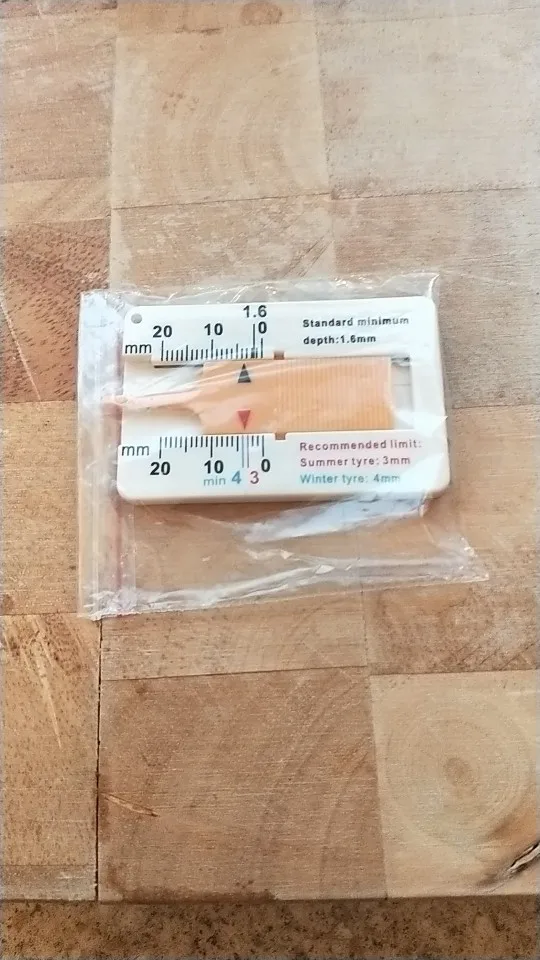 1.6
20 10 0
mm
Standard minimum
depth:1.6mm
mm
20 10 0
min 4 3
Recommended limit:
Summer tyre: 3mm
Winter tyre: 4mm